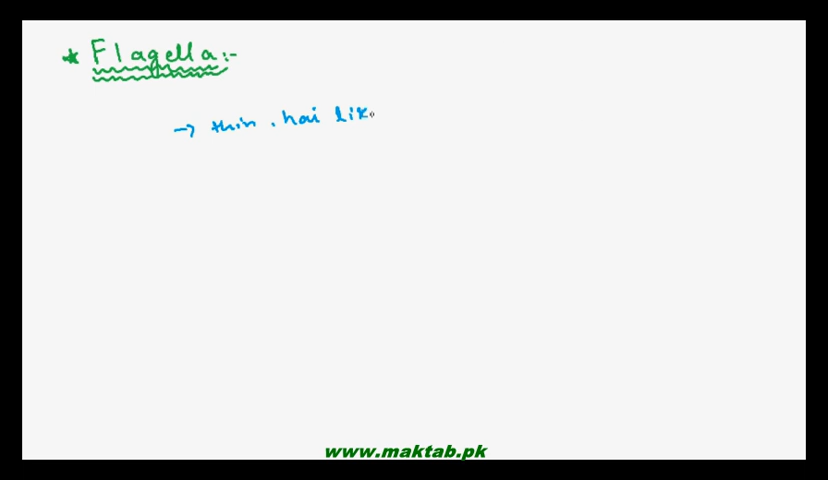 * Flagella:-
→ thin , hai lik
www.maktab.pk